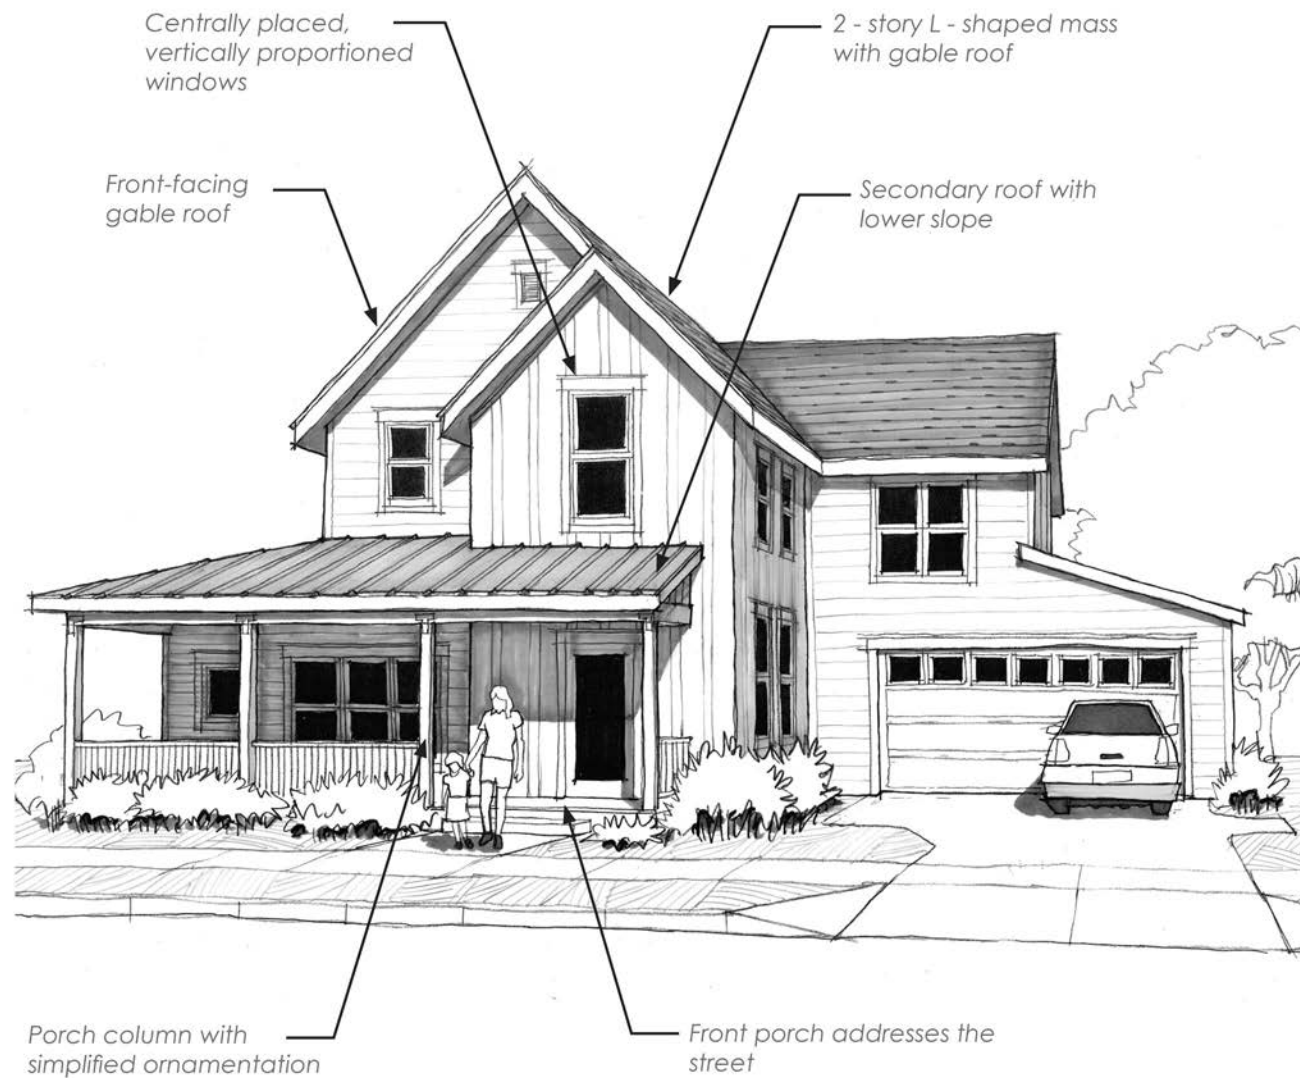 Centrally placed,
vertically proportioned
windows
2 - story L - shaped mass
with gable roof
Front-facing
gable roof
Secondary roof with
lower slope
Porch column with
simplified ornamentation
Front porch addresses the
street